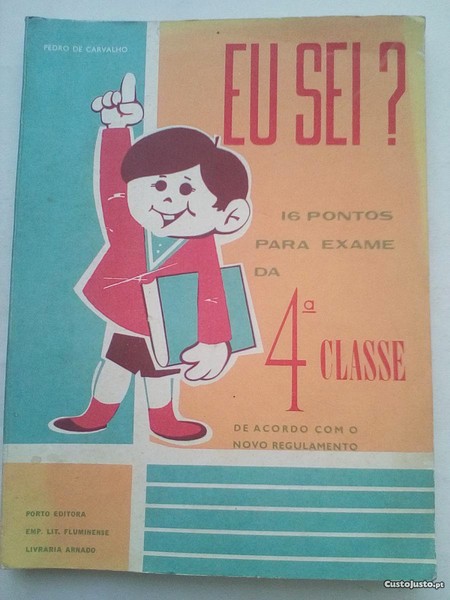 PEDRO DE CARVALHO
EU SEI?
16 PONTOS
PARA EXAME
DA
4ª CLASSE
DE ACORDO COM O
NOVO REGULAMENTO
PORTO EDITORA
EMP. LIT. FLUMINENSE
LIVRARIA ARNADO
CustoJusto.pt